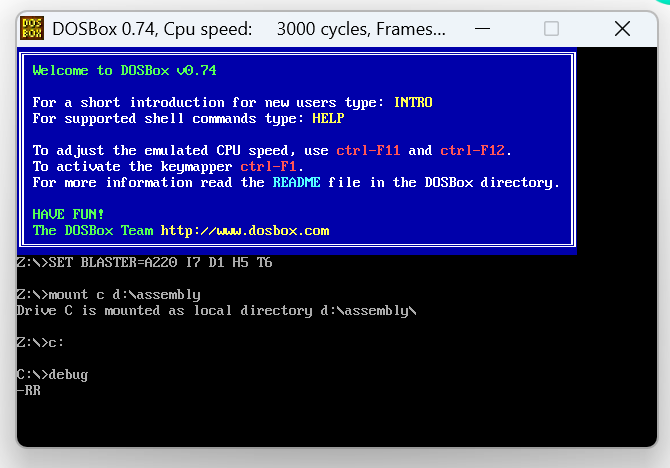 DOS
BOX
DOSBox 0.74, Cpu speed: 3000 cycles, Frames...
Welcome to DOSBox v0.74
For a short introduction for new users type: INTRO
For supported shell commands type: HELP
To adjust the emulated CPU speed, use ctrl-F11 and ctrl-F12.
To activate the keymapper ctrl-F1.
For more information read the README file in the DOSBox directory.
HAVE FUN!
The DOSBox Team http://www.dosbox.com
Z:\>SET BLASTER=A220 I7 D1 H5 T6
Z:\>mount c d:\assembly
Drive C is mounted as local directory d:\assembly\
Z:\>c:
C:\>debug
-RR